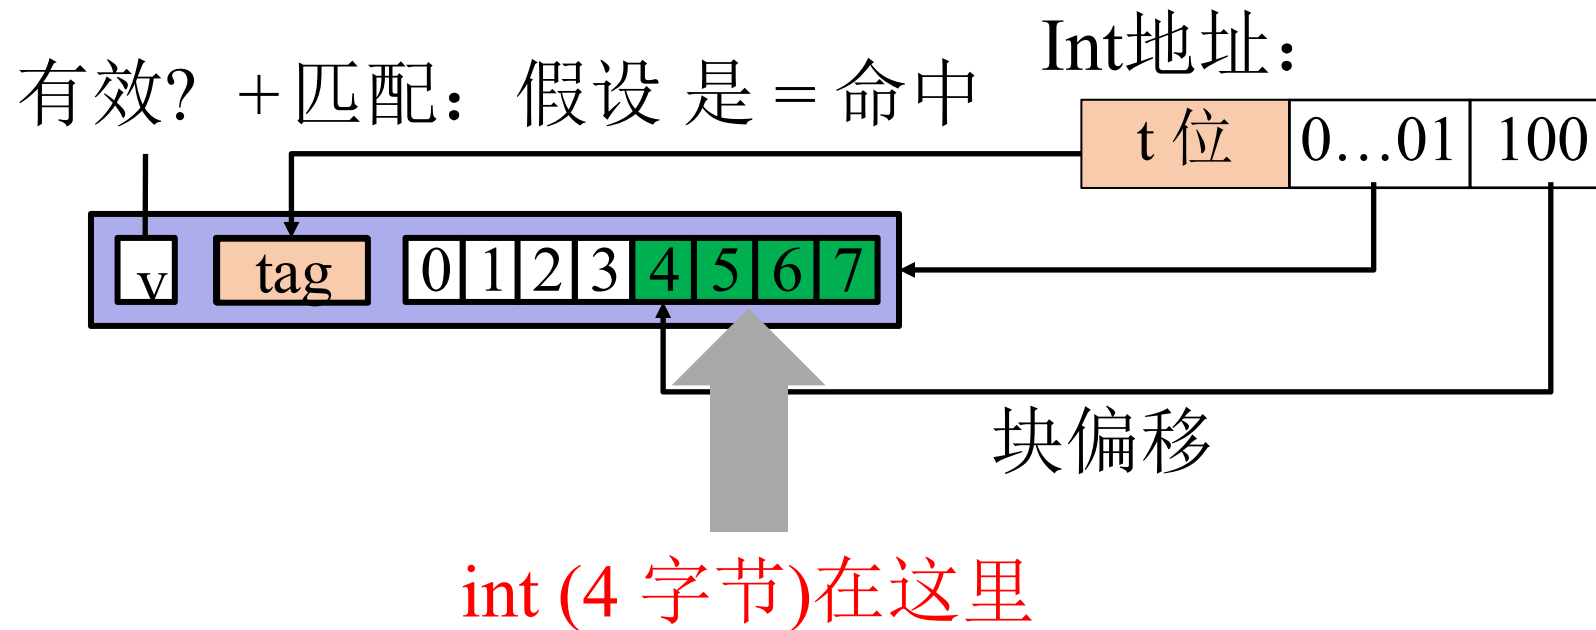 Int地址：
有效？ +匹配：假设 是 = 命中
t 位 0…01 100
v tag 0 1 2 3 4 5 6 7
块偏移
int (4 字节)在这里